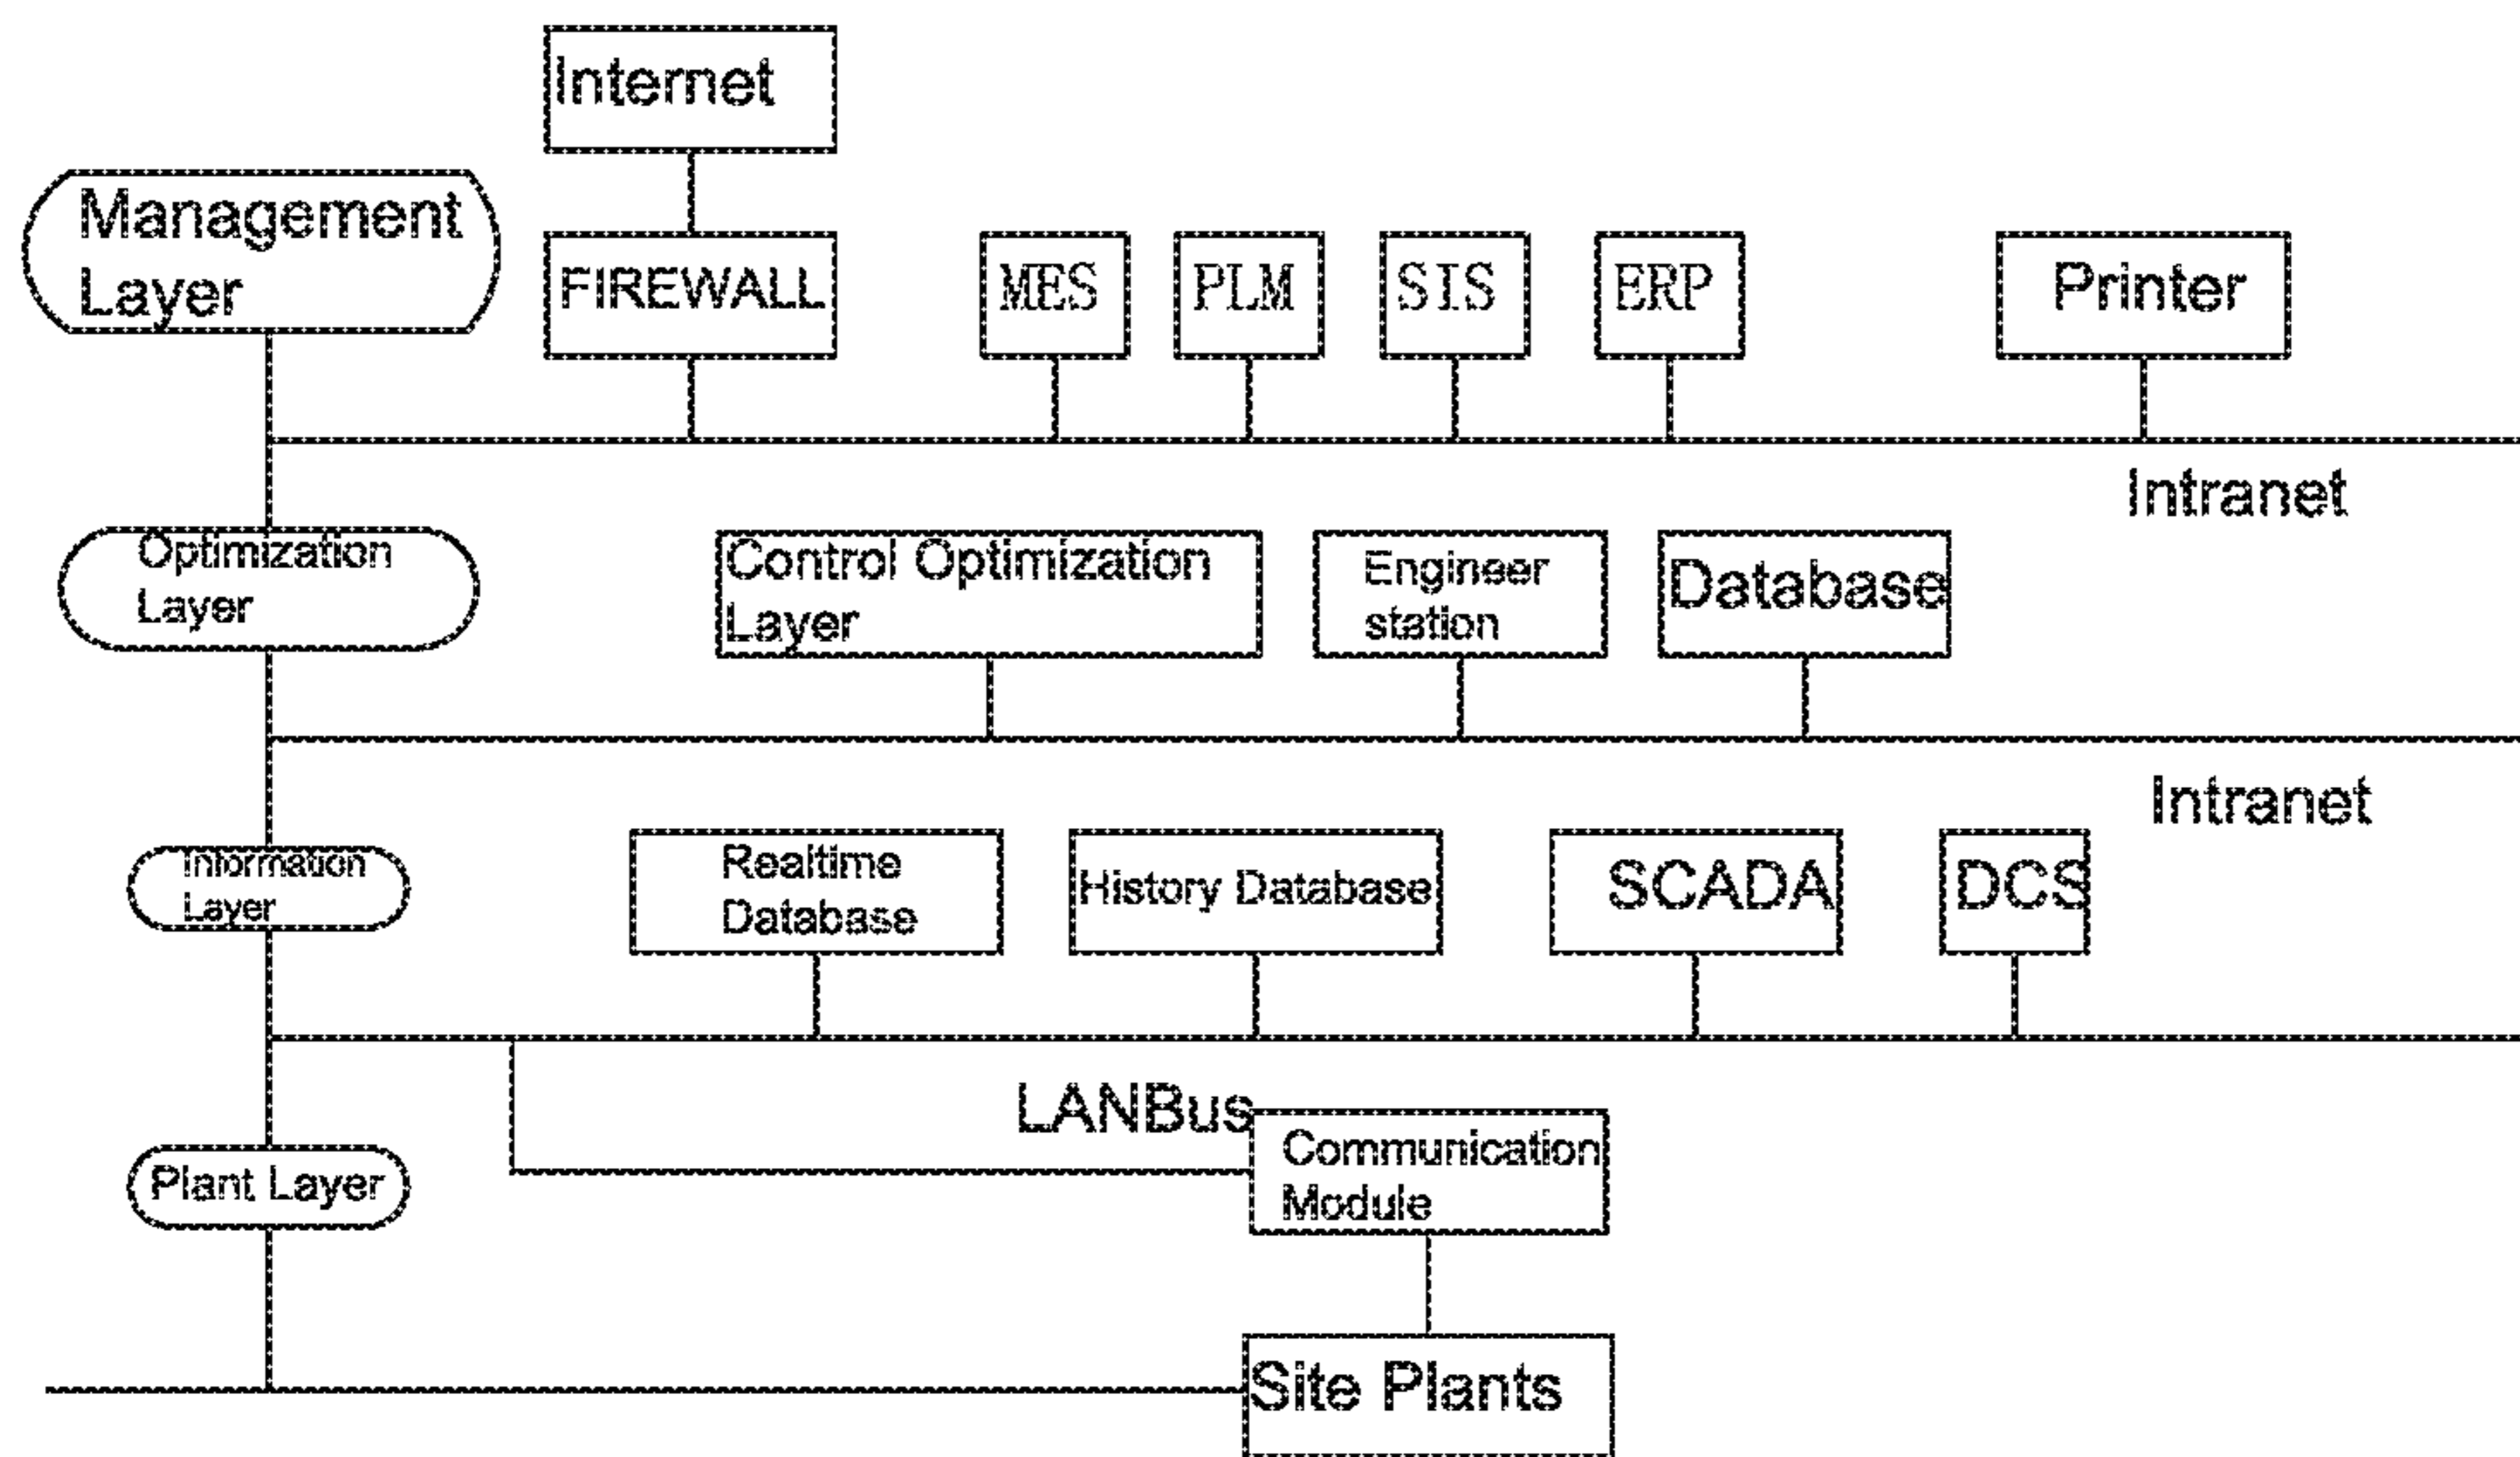 Internet
Management
Layer
FIREWALL
MES
PLM
SIS
ERP
Printer
Intranet
Optimization
Layer
Control Optimization
Layer
Engineer
station
Database
Intranet
Information
Layer
Realtime
Database
History Database
SCADA
DCS
LANBus
Communication
Module
Plant Layer
Site Plants